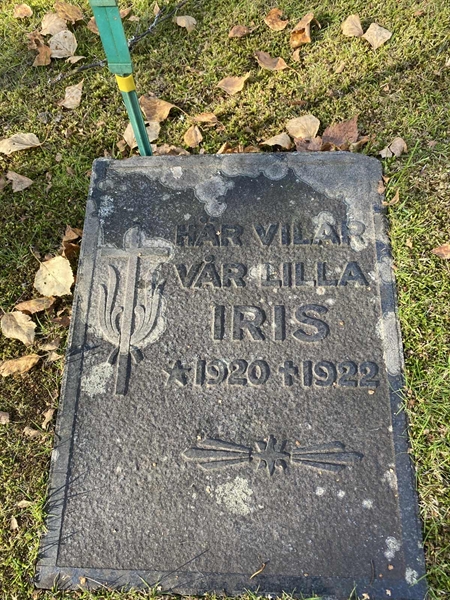 HÄR VILAR
VÅR LILLA
IRIS
*1920 †1922